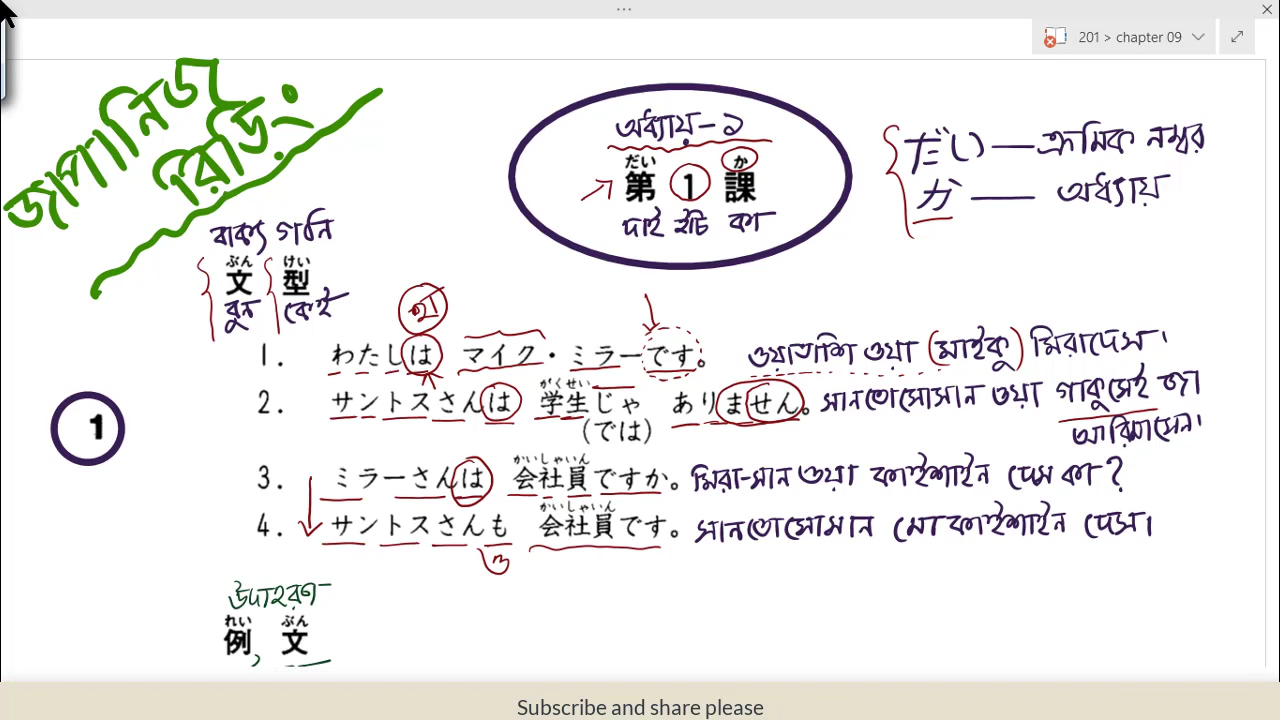 201 > chapter 09
জাপানিজ
রিডিং
অধ্যায় - ১
だい か
第 1 課
দাই ইচি কা
だい — ক্রমিক নম্বর
か — অধ্যায়
বাক্য গঠন
ぶん けい
文 型
বুন কেই
1. わたしは マイク・ミラーです。 ওয়াতাশি ওয়া (মাইকু) মিরাদেস।
がくせい
2. サントスさんは 学生じゃ ありません。 সানতোসোসান ওয়া গাকুসেই জা
(では) আরিমাসেন।
かいしゃいん
3. ミラーさんは 会社員ですか。 মিরা-সান ওয়া কাইশাইন দেস কা?
かいしゃいん
4. サントスさんも 会社員です。 সানতোসোসান মো কাইশাইন দেস।
ও
1
উদাহরণ
れい ぶん
例 文
Subscribe and share please